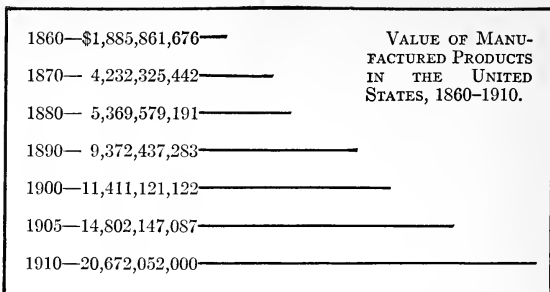 1860—$1,885,861,676
Value of Manu-
factured Products
in the United
States, 1860–1910.
1870— 4,232,325,442
1880— 5,369,579,191
1890— 9,372,437,283
1900—11,411,121,122
1905—14,802,147,087
1910—20,672,052,000